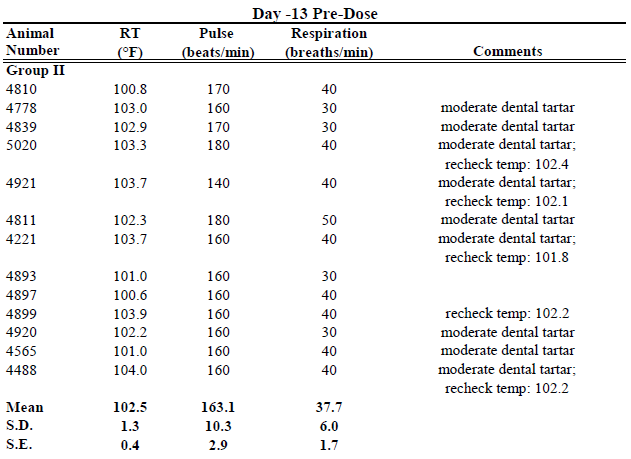 Day -13 Pre-Dose
Animal Number RT (°F) Pulse (beats/min) Respiration (breaths/min) Comments
Group II
4810 100.8 170 40
4778 103.0 160 30 moderate dental tartar
4839 102.9 170 30 moderate dental tartar
5020 103.3 180 40 moderate dental tartar;
recheck temp: 102.4
4921 103.7 140 40 moderate dental tartar;
recheck temp: 102.1
4811 102.3 180 50 moderate dental tartar
4221 103.7 160 40 moderate dental tartar;
recheck temp: 101.8
4893 101.0 160 30
4897 100.6 160 40
4899 103.9 160 40 recheck temp: 102.2
4920 102.2 160 30 moderate dental tartar
4565 101.0 160 40 moderate dental tartar
4488 104.0 160 40 moderate dental tartar;
recheck temp: 102.2
Mean 102.5 163.1 37.7
S.D. 1.3 10.3 6.0
S.E. 0.4 2.9 1.7